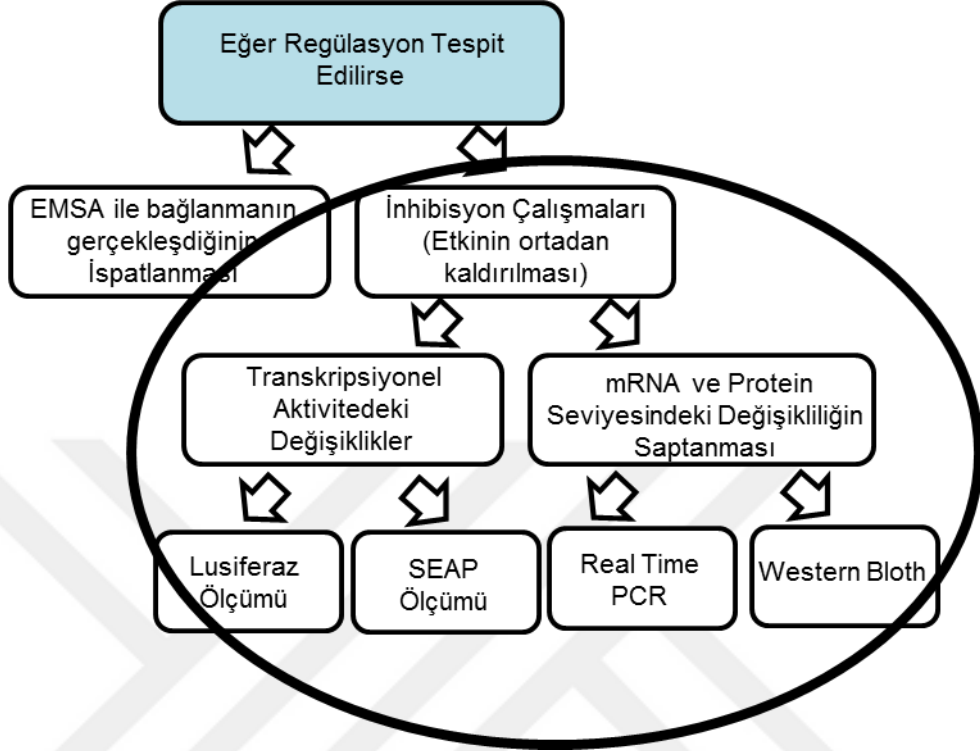 Eğer Regülasyon Tespit
Edilirse
EMSA ile bağlanmanın
gerçekleşdiğinin
İspatlanması
İnhibisyon Çalışmaları
(Etkinin ortadan
kaldırılması)
Transkripsiyonel
Aktivitedeki
Değişiklikler
mRNA ve Protein
Seviyesindeki Değişikliliğin
Saptanması
Lusiferaz
Ölçümü
SEAP
Ölçümü
Real Time
PCR
Western Bloth